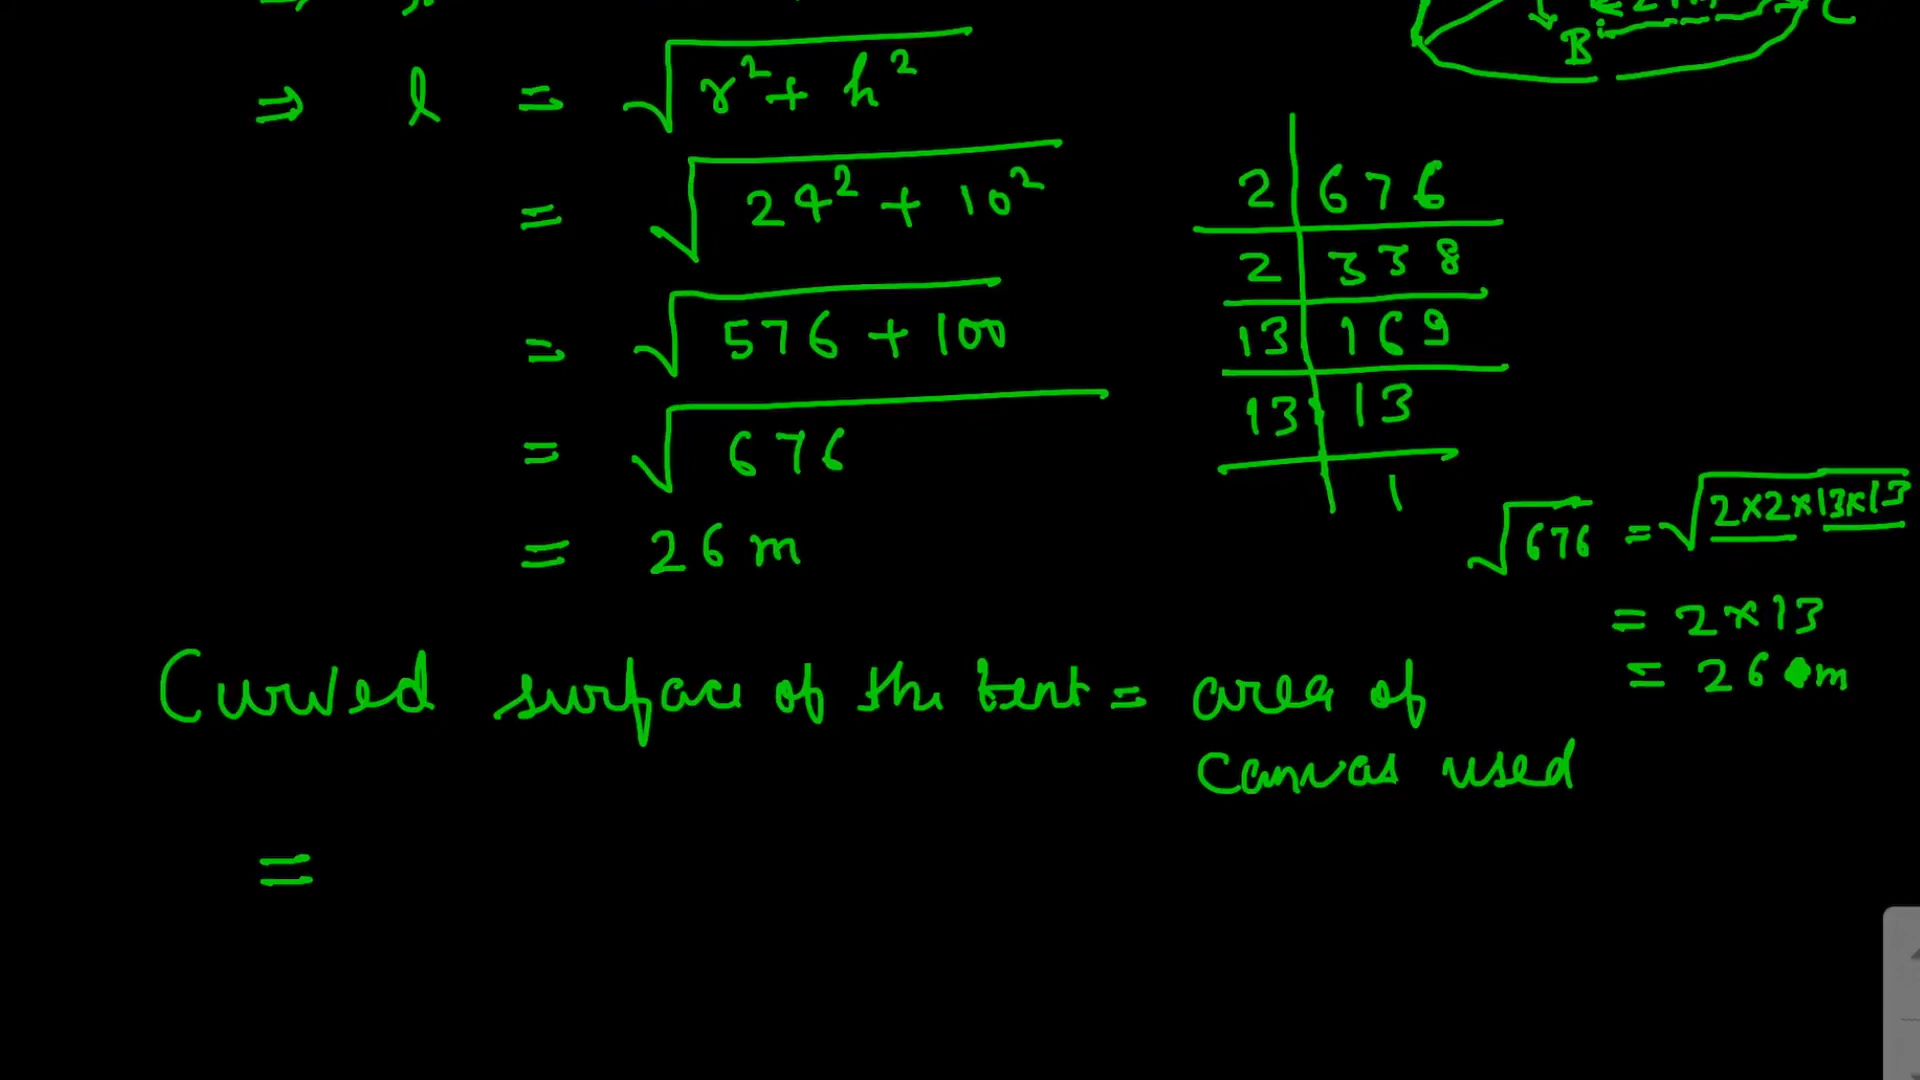 B C
⇒ l = √(r² + h²)
= √(24² + 10²)
= √(576 + 100)
= √676
= 26 m
2 | 676
2 | 338
13 | 169
13 | 13
1
√676 = √(2×2×13×13)
= 2×13
= 26 m
Curved surface of the tent = area of
canvas used
=